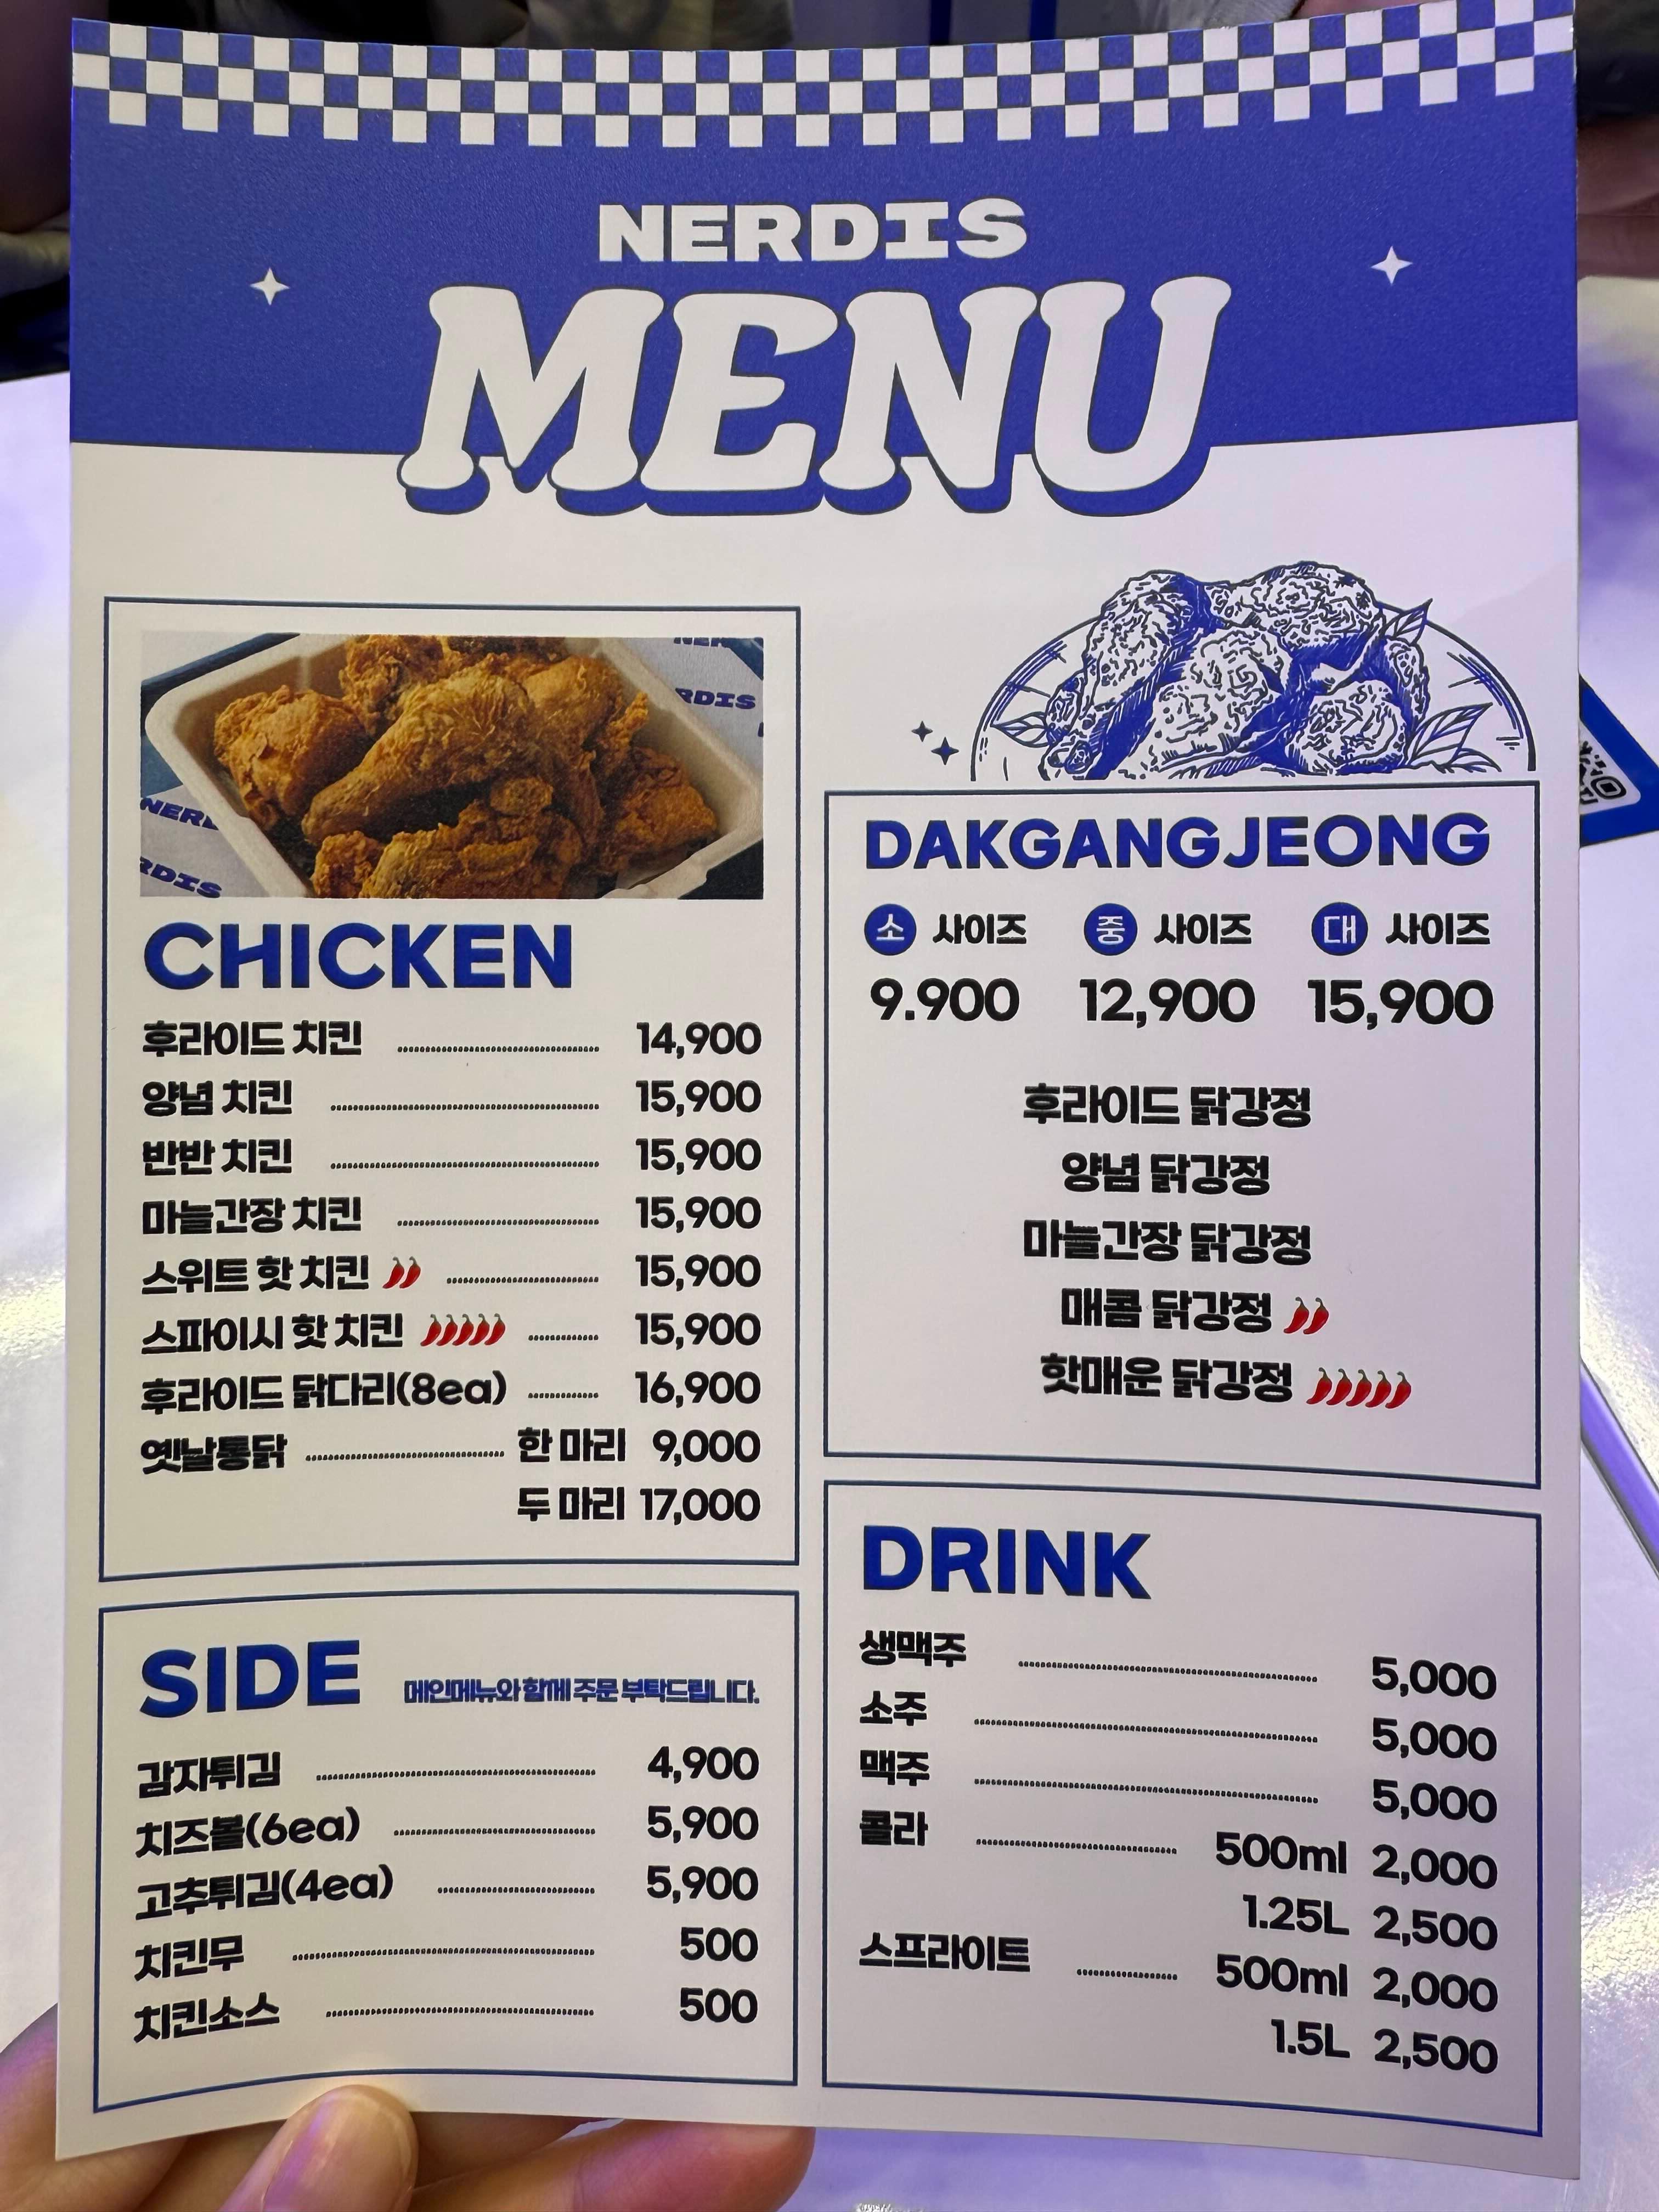 NERDIS
MENU
NER
RDIS
NERD
RDIS
CHICKEN
후라이드 치킨 14,900
양념 치킨 15,900
반반 치킨 15,900
마늘간장 치킨 15,900
스위트 핫 치킨 15,900
스파이시 핫 치킨 15,900
후라이드 닭다리(8ea) 16,900
옛날통닭 한 마리 9,000
두 마리 17,000
SIDE 메인메뉴와 함께 주문 부탁드립니다.
감자튀김 4,900
치즈볼(6ea) 5,900
고추튀김(4ea) 5,900
치킨무 500
치킨소스 500
DAKGANGJEONG
소 사이즈 중 사이즈 대 사이즈
9.900 12,900 15,900
후라이드 닭강정
양념 닭강정
마늘간장 닭강정
매콤 닭강정
핫매운 닭강정
DRINK
생맥주 5,000
소주 5,000
맥주 5,000
콜라 500ml 2,000
1.25L 2,500
스프라이트 500ml 2,000
1.5L 2,500